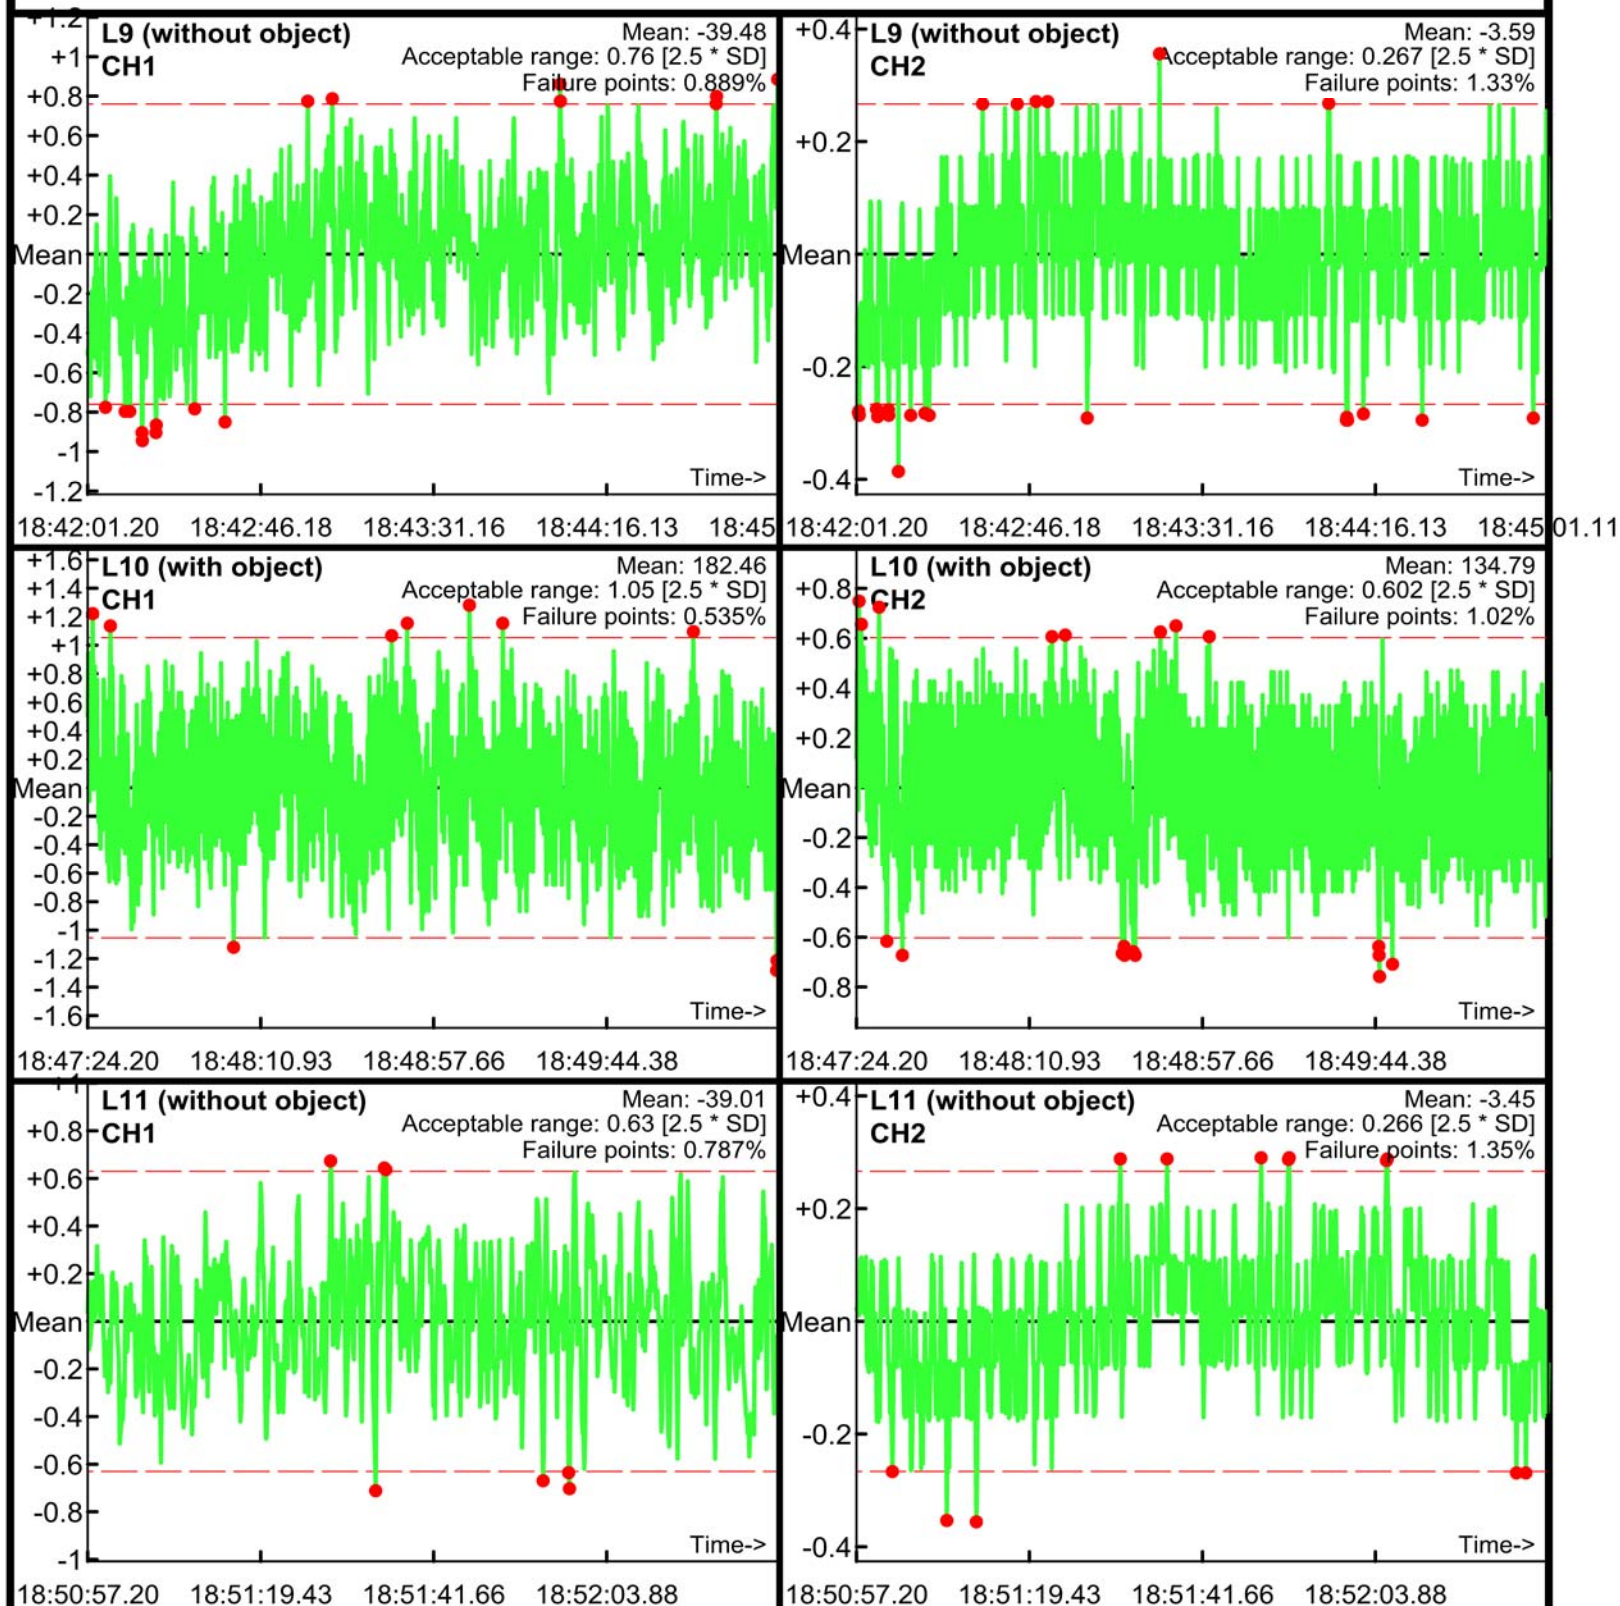 +1.2
L9 (without object)
Mean: -39.48
+1
CH1
Acceptable range: 0.76 [2.5 * SD]
+0.8
Failure points: 0.889%
+0.6
+0.4
+0.2
Mean
-0.2
-0.4
-0.6
-0.8
-1
-1.2
Time->
18:42:01.20 18:42:46.18 18:43:31.16 18:44:16.13 18:45
+0.4
L9 (without object)
Mean: -3.59
CH2
Acceptable range: 0.267 [2.5 * SD]
Failure points: 1.33%
+0.2
Mean
-0.2
-0.4
Time->
18:42:01.20 18:42:46.18 18:43:31.16 18:44:16.13 18:45:01.11
+1.6
L10 (with object)
Mean: 182.46
+1.4
CH1
Acceptable range: 1.05 [2.5 * SD]
+1.2
Failure points: 0.535%
+1
+0.8
+0.6
+0.4
+0.2
Mean
-0.2
-0.4
-0.6
-0.8
-1
-1.2
-1.4
-1.6
Time->
18:47:24.20 18:48:10.93 18:48:57.66 18:49:44.38
L10 (with object)
Mean: 134.79
+0.8
CH2
Acceptable range: 0.602 [2.5 * SD]
Failure points: 1.02%
+0.6
+0.4
+0.2
Mean
-0.2
-0.4
-0.6
-0.8
Time->
18:47:24.20 18:48:10.93 18:48:57.66 18:49:44.38
+1
L11 (without object)
Mean: -39.01
+0.8
CH1
Acceptable range: 0.63 [2.5 * SD]
Failure points: 0.787%
+0.6
+0.4
+0.2
Mean
-0.2
-0.4
-0.6
-0.8
-1
Time->
18:50:57.20 18:51:19.43 18:51:41.66 18:52:03.88
+0.4
L11 (without object)
Mean: -3.45
CH2
Acceptable range: 0.266 [2.5 * SD]
Failure points: 1.35%
+0.2
Mean
-0.2
-0.4
Time->
18:50:57.20 18:51:19.43 18:51:41.66 18:52:03.88